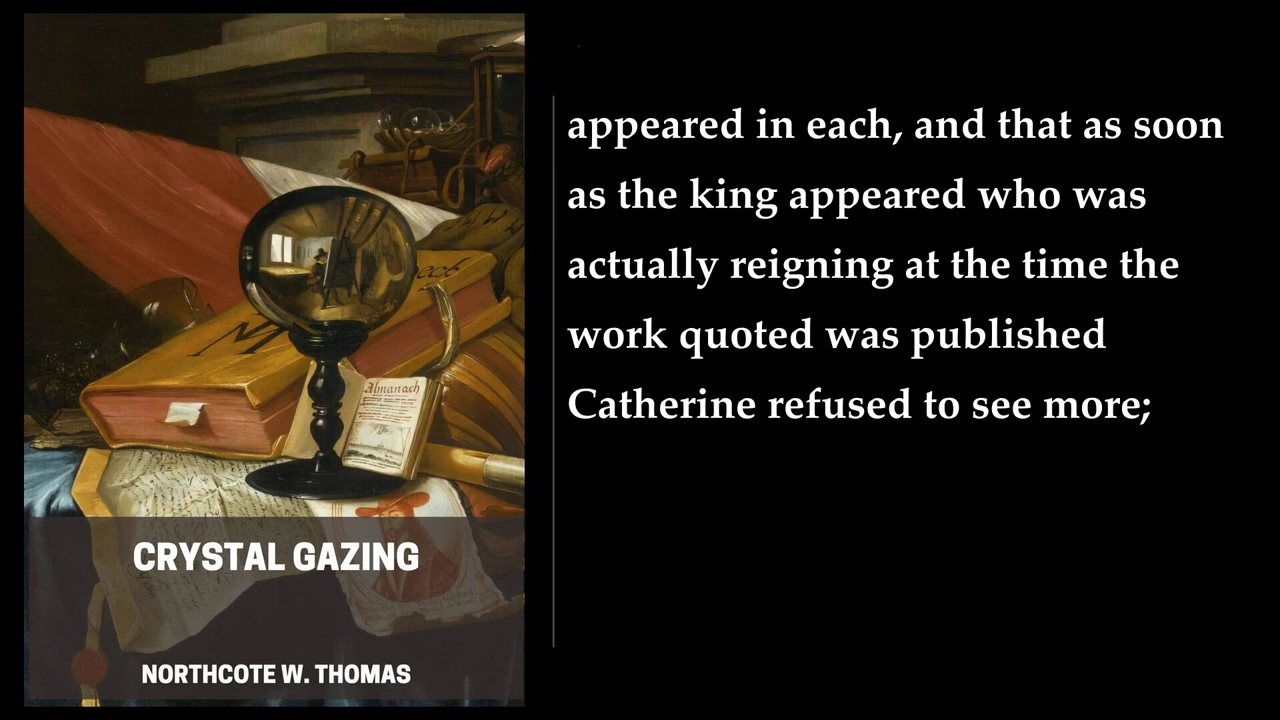 appeared in each, and that as soon
as the king appeared who was
actually reigning at the time the
work quoted was published
Catherine refused to see more;
Almanach
CRYSTAL GAZING
NORTHCOTE W. THOMAS